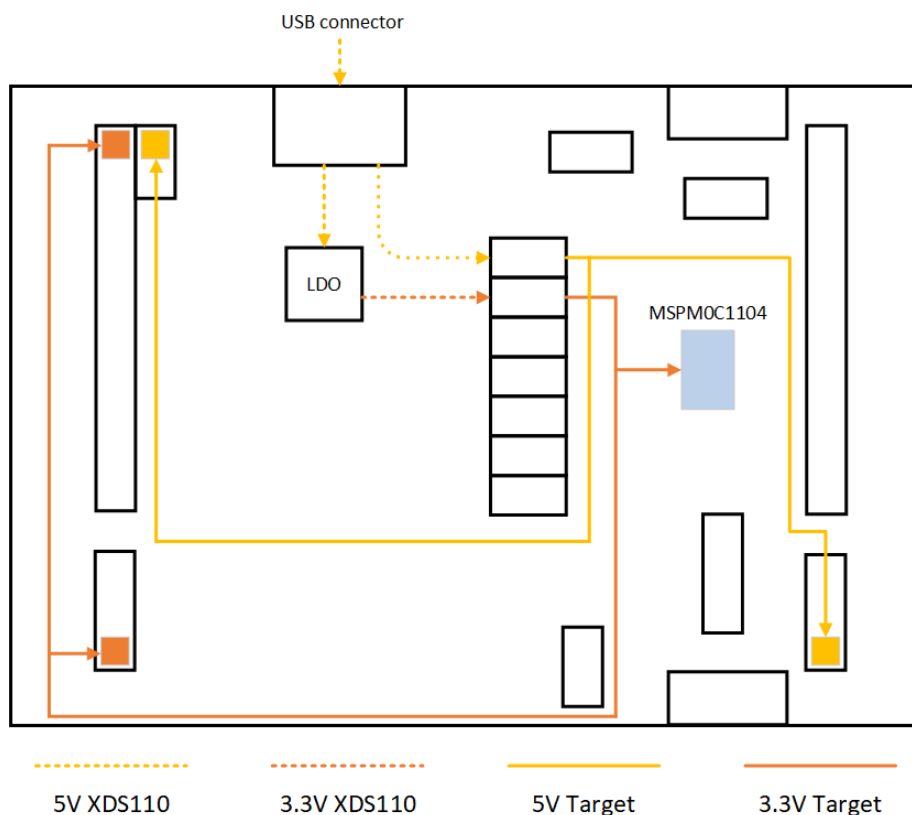 USB connector
LDO
MSPM0C1104
5V XDS110
3.3V XDS110
5V Target
3.3V Target